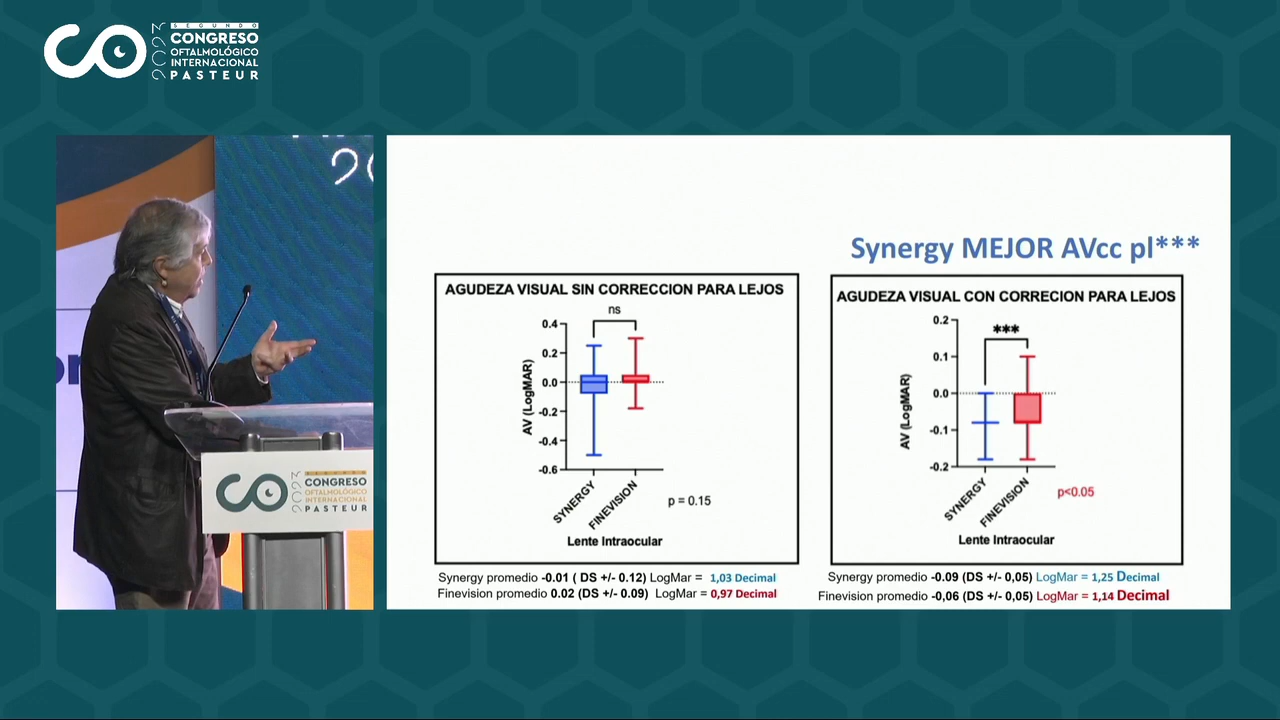 2023
SEGUNDO
CONGRESO
OFTALMOLÓGICO
INTERNACIONAL
PASTEUR
Synergy MEJOR AVcc pl***
AGUDEZA VISUAL SIN CORRECCION PARA LEJOS
ns
0.4
0.2
0.0
-0.2
-0.4
-0.6
AV (LogMAR)
SYNERGY
FINEVISION
p = 0.15
Lente Intraocular
Synergy promedio -0.01 ( DS +/- 0.12) LogMar = 1,03 Decimal
Finevision promedio 0.02 (DS +/- 0.09) LogMar = 0,97 Decimal
AGUDEZA VISUAL CON CORRECION PARA LEJOS
***
0.2
0.1
0.0
-0.1
-0.2
AV (LogMAR)
SYNERGY
FINEVISION
p<0.05
Lente Intraocular
Synergy promedio -0.09 (DS +/- 0,05) LogMar = 1,25 Decimal
Finevision promedio -0,06 (DS +/- 0,05) LogMar = 1,14 Decimal
2023
CONGRESO
OFTALMOLÓGICO
INTERNACIONAL
PASTEUR